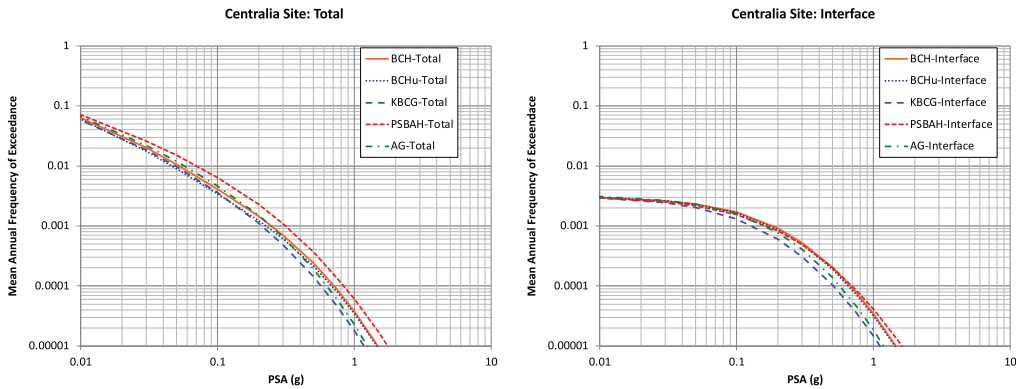 Centralia Site: Total
Mean Annual Frequency of Exceedance
1
0.1
0.01
0.001
0.0001
0.00001
0.01
0.1
1
10
PSA (g)
BCH-Total
BCHu-Total
KBCG-Total
PSBAH-Total
AG-Total
Centralia Site: Interface
Mean Annual Frequency of Exceendace
1
0.1
0.01
0.001
0.0001
0.00001
0.01
0.1
1
10
PSA (g)
BCH-Interface
BCHu-Interface
KBCG-Interface
PSBAH-Interface
AG-Interface